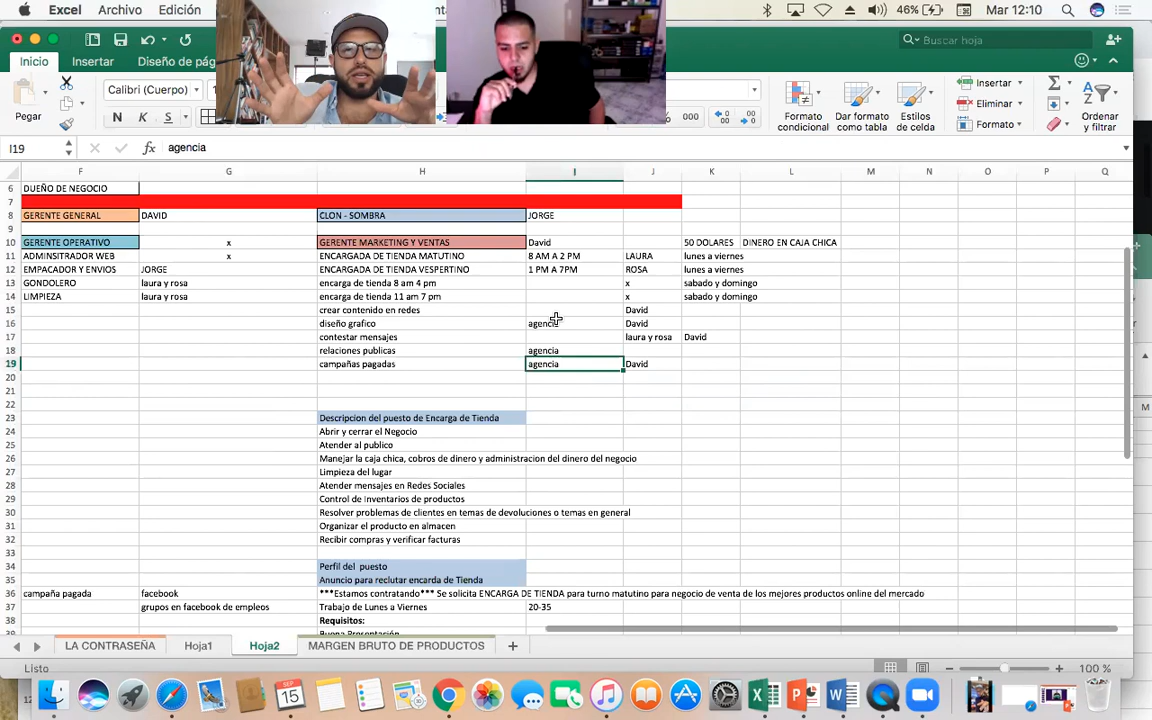 Excel Archivo Edición 46% Mar 12:10
Buscar hoja
Inicio Insertar Diseño de pág
Pegar
Calibri (Cuerpo)
N K S
000
Formato condicional
Dar formato como tabla
Estilos de celda
Insertar
Eliminar
Formato
Ordenar y filtrar
I19 fx agencia
F G H I J K L M N O P Q
6 DUEÑO DE NEGOCIO
7
8 GERENTE GENERAL DAVID CLON - SOMBRA JORGE
9
10 GERENTE OPERATIVO x GERENTE MARKETING Y VENTAS David 50 DOLARES DINERO EN CAJA CHICA
11 ADMINSITRADOR WEB x ENCARGADA DE TIENDA MATUTINO 8 AM A 2 PM LAURA lunes a viernes
12 EMPACADOR Y ENVIOS JORGE ENCARGADA DE TIENDA VESPERTINO 1 PM A 7PM ROSA lunes a viernes
13 GONDOLERO laura y rosa encarga de tienda 8 am 4 pm x sabado y domingo
14 LIMPIEZA laura y rosa encarga de tienda 11 am 7 pm x sabado y domingo
15 crear contenido en redes David
16 diseño grafico agencia David
17 contestar mensajes laura y rosa David
18 relaciones publicas agencia
19 campañas pagadas agencia David
20
21
22
23 Descripcion del puesto de Encarga de Tienda
24 Abrir y cerrar el Negocio
25 Atender al publico
26 Manejar la caja chica, cobros de dinero y administracion del dinero del negocio
27 Limpieza del lugar
28 Atender mensajes en Redes Sociales
29 Control de Inventarios de productos
30 Resolver problemas de clientes en temas de devoluciones o temas en general
31 Organizar el producto en almacen
32 Recibir compras y verificar facturas
33
34 Perfil del puesto
35 Anuncio para reclutar encarda de Tienda
36 campaña pagada facebook ***Estamos contratando*** Se solicita ENCARGA DE TIENDA para turno matutino para negocio de venta de los mejores productos online del mercado
37 grupos en facebook de empleos Trabajo de Lunes a Viernes 20-35
38 Requisitos:
Buena Presentación
LA CONTRASEÑA Hoja1 Hoja2 MARGEN BRUTO DE PRODUCTOS +
Listo 100 %
SEP 15